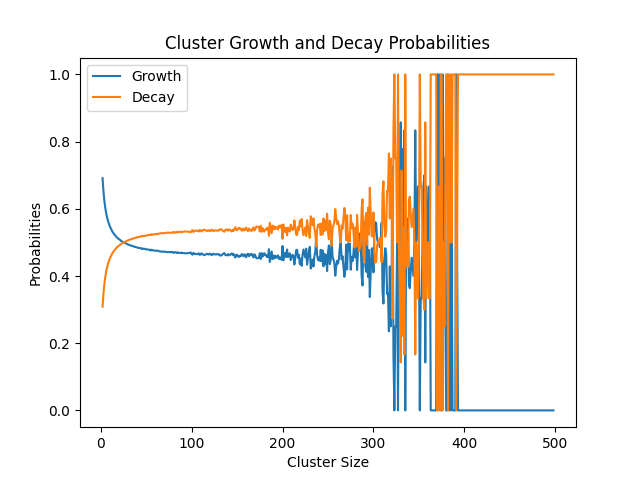 Cluster Growth and Decay Probabilities
Growth
Decay
1.0
0.8
0.6
0.4
0.2
0.0
Probabilities
0
100
200
300
400
500
Cluster Size